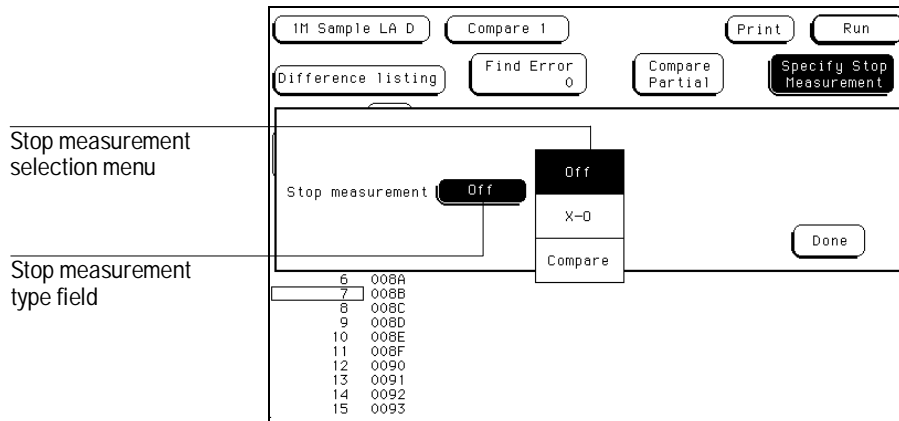 1M Sample LA D Compare 1 Print Run
Difference listing Find Error 0 Compare Partial Specify Stop Measurement
Stop measurement selection menu
Stop measurement Off
Off
X-O
Compare
Done
Stop measurement type field
6 008A
7 008B
8 008C
9 008D
10 008E
11 008F
12 0090
13 0091
14 0092
15 0093